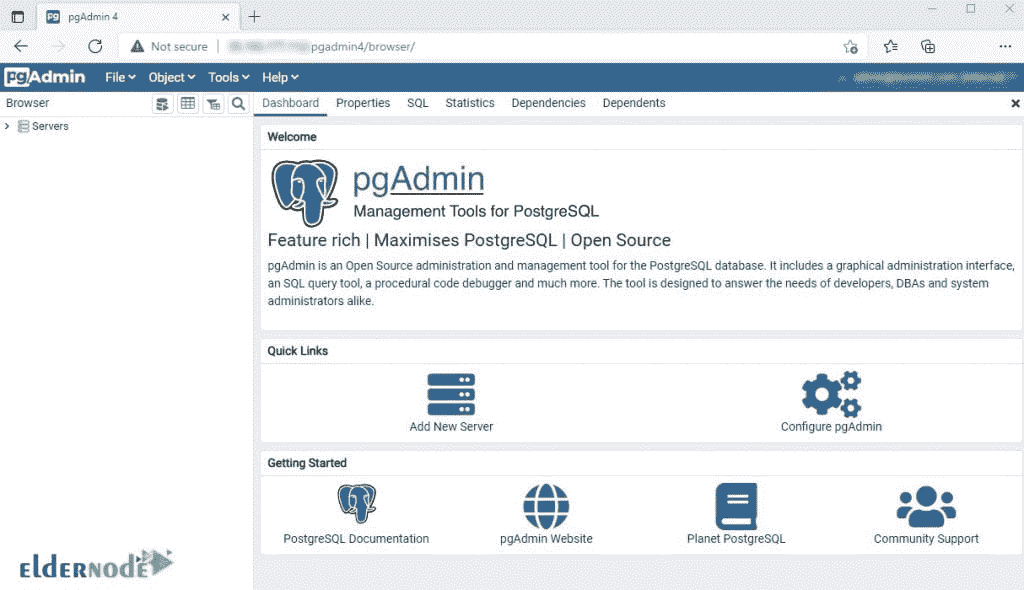 pgAdmin 4
Not secure
pgadmin4/browser/
pgAdmin File Object Tools Help
Browser
Dashboard Properties SQL Statistics Dependencies Dependents
Servers
Welcome
pgAdmin
Management Tools for PostgreSQL
Feature rich | Maximises PostgreSQL | Open Source
pgAdmin is an Open Source administration and management tool for the PostgreSQL database. It includes a graphical administration interface,
an SQL query tool, a procedural code debugger and much more. The tool is designed to answer the needs of developers, DBAs and system
administrators alike.
Quick Links
Add New Server
Configure pgAdmin
Getting Started
PostgreSQL Documentation
pgAdmin Website
Planet PostgreSQL
Community Support
ELDERNODE